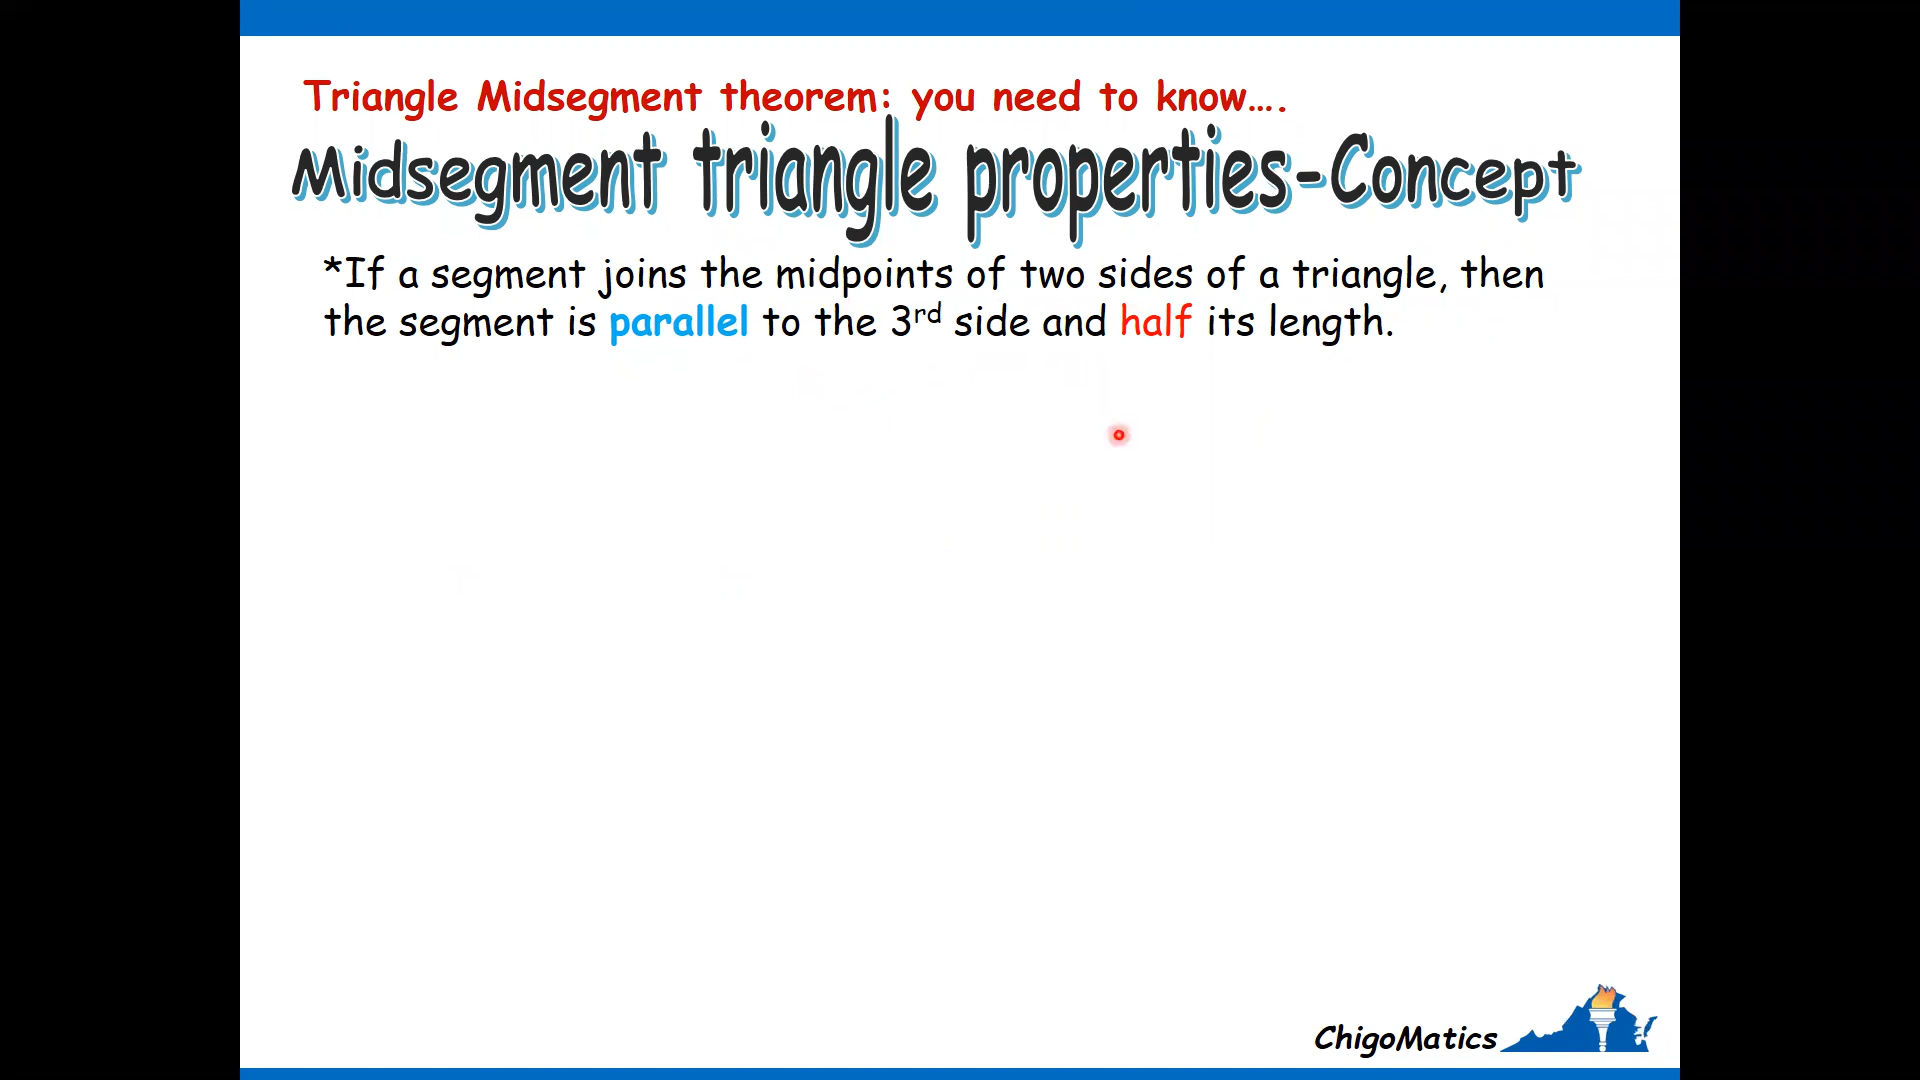 Triangle Midsegment theorem: you need to know....
Midsegment triangle properties-Concept
*If a segment joins the midpoints of two sides of a triangle, then
the segment is parallel to the 3rd side and half its length.
ChigoMatics